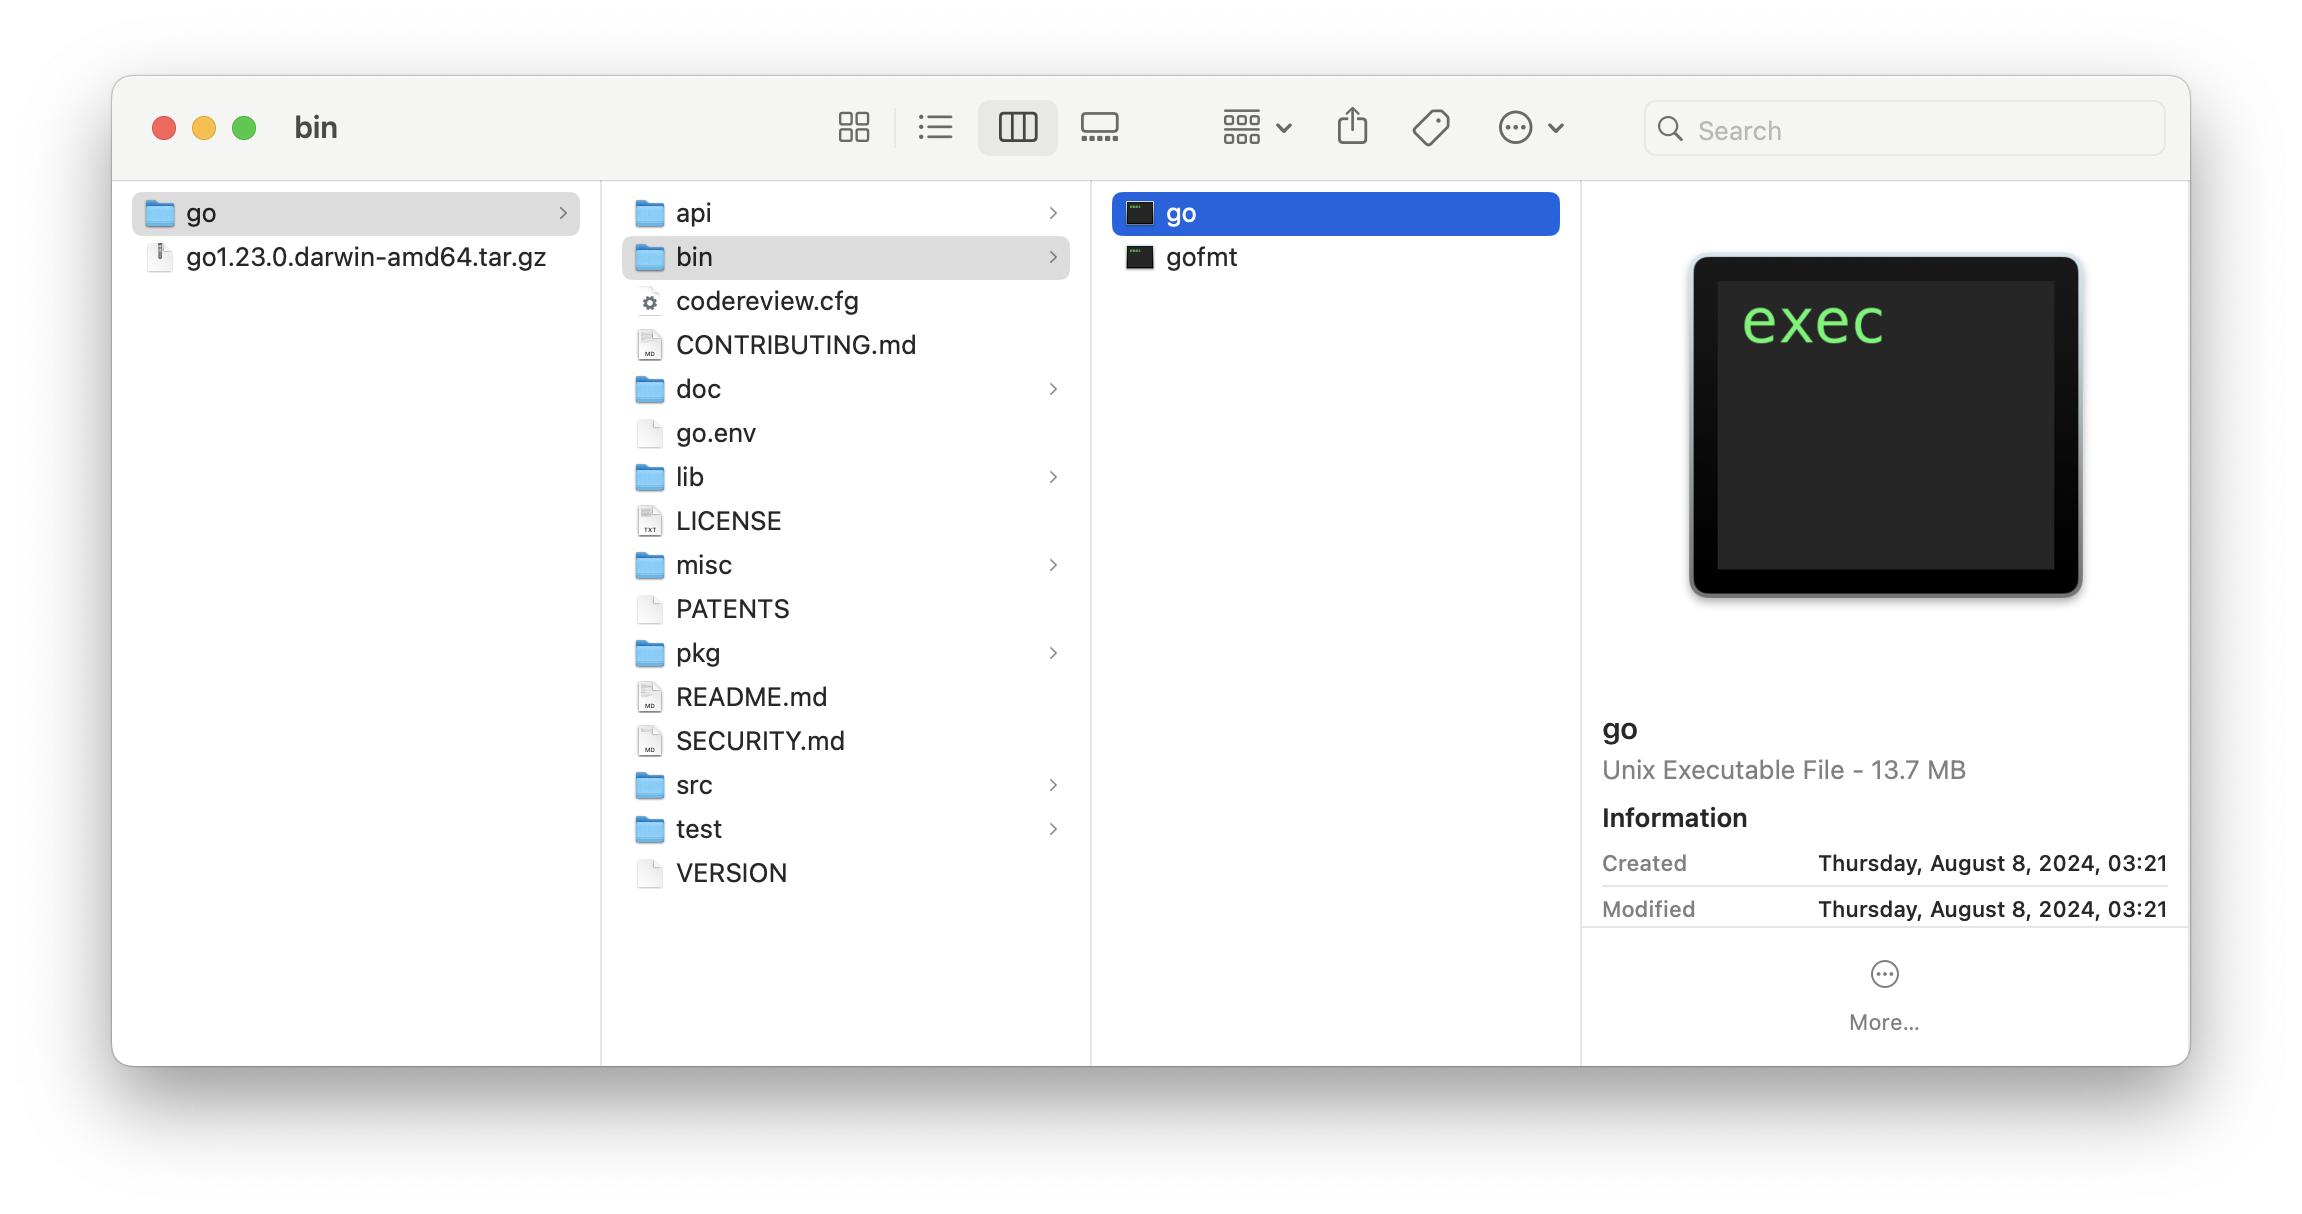 bin
Search
go
go1.23.0.darwin-amd64.tar.gz
api
bin
codereview.cfg
CONTRIBUTING.md
doc
go.env
lib
LICENSE
misc
PATENTS
pkg
README.md
SECURITY.md
src
test
VERSION
go
gofmt
exec
go
Unix Executable File - 13.7 MB
Information
Created Thursday, August 8, 2024, 03:21
Modified Thursday, August 8, 2024, 03:21
More...